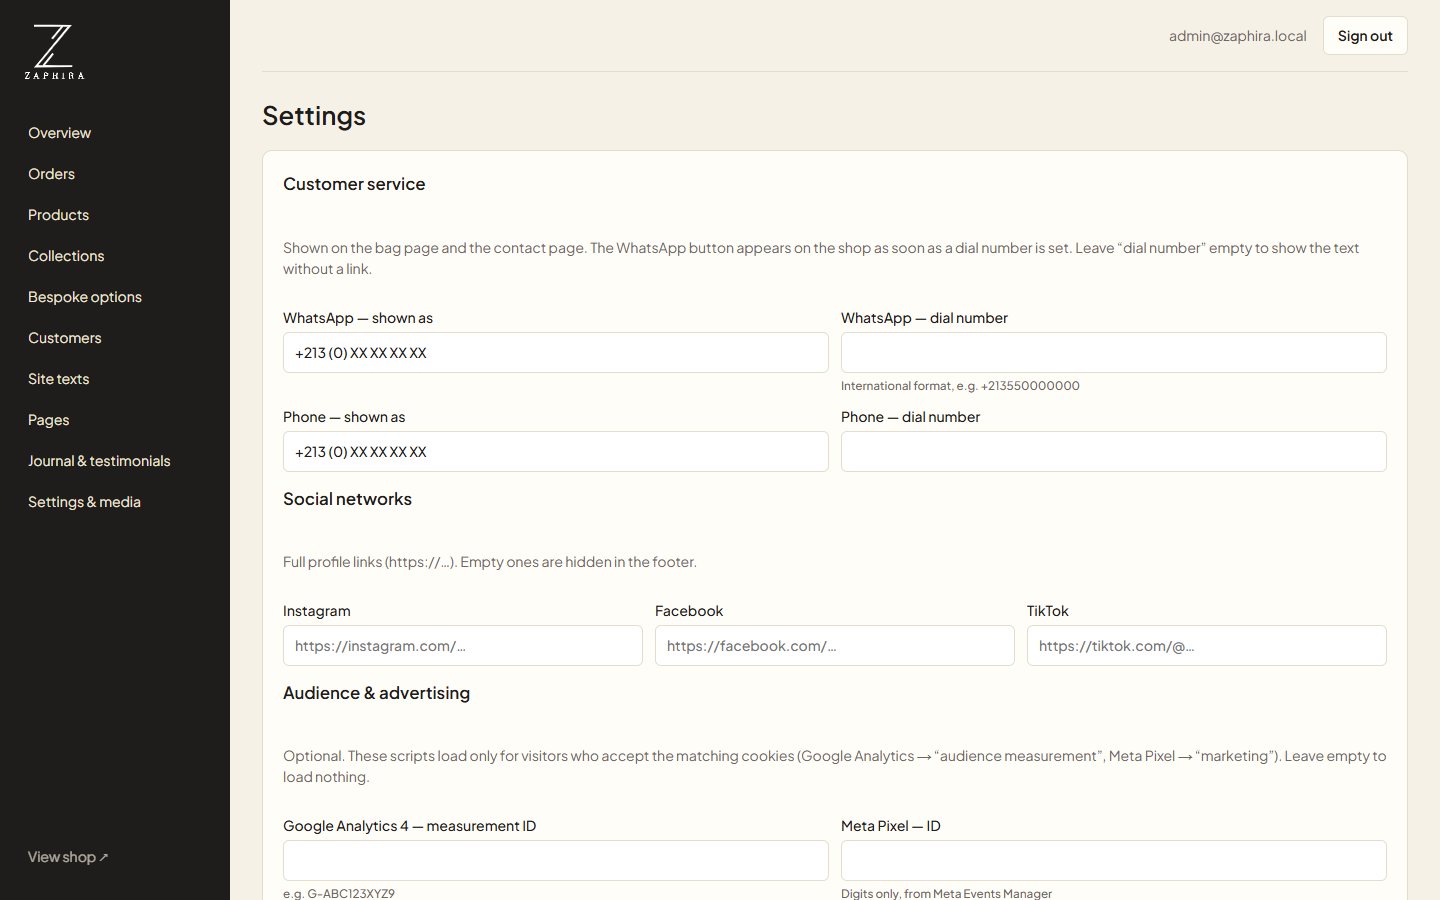 ZAPHIRA
Overview
Orders
Products
Collections
Bespoke options
Customers
Site texts
Pages
Journal & testimonials
Settings & media
View shop ↗
admin@zaphira.local
Sign out
Settings
Customer service
Shown on the bag page and the contact page. The WhatsApp button appears on the shop as soon as a dial number is set. Leave “dial number” empty to show the text
without a link.
WhatsApp — shown as
WhatsApp — dial number
+213 (0) XX XX XX XX
International format, e.g. +213550000000
Phone — shown as
Phone — dial number
+213 (0) XX XX XX XX
Social networks
Full profile links (https://…). Empty ones are hidden in the footer.
Instagram
Facebook
TikTok
https://instagram.com/…
https://facebook.com/…
https://tiktok.com/@…
Audience & advertising
Optional. These scripts load only for visitors who accept the matching cookies (Google Analytics → “audience measurement”, Meta Pixel → “marketing”). Leave empty to
load nothing.
Google Analytics 4 — measurement ID
Meta Pixel — ID
e.g. G-ABC123XYZ9
Digits only, from Meta Events Manager